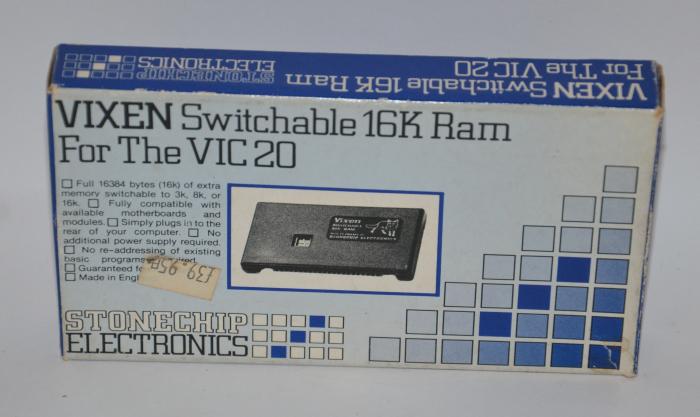 VIXEN Switchable 16K Ram
For The VIC 20
STONECHIP
ELECTRONICS
VIXEN Switchable 16K Ram
For The VIC 20
Full 16384 bytes (16k) of extra
memory switchable to 3k, 8k, or
16k. Fully compatible with
available motherboards and
modules. Simply plugs in to the
rear of your computer. No
additional power supply required.
No re-addressing of existing
basic programs
Guaranteed
Made in
£39.95
Vixen
SWITCHABLE
16K RAM
STONECHIP ELECTRONICS
STONECHIP
ELECTRONICS